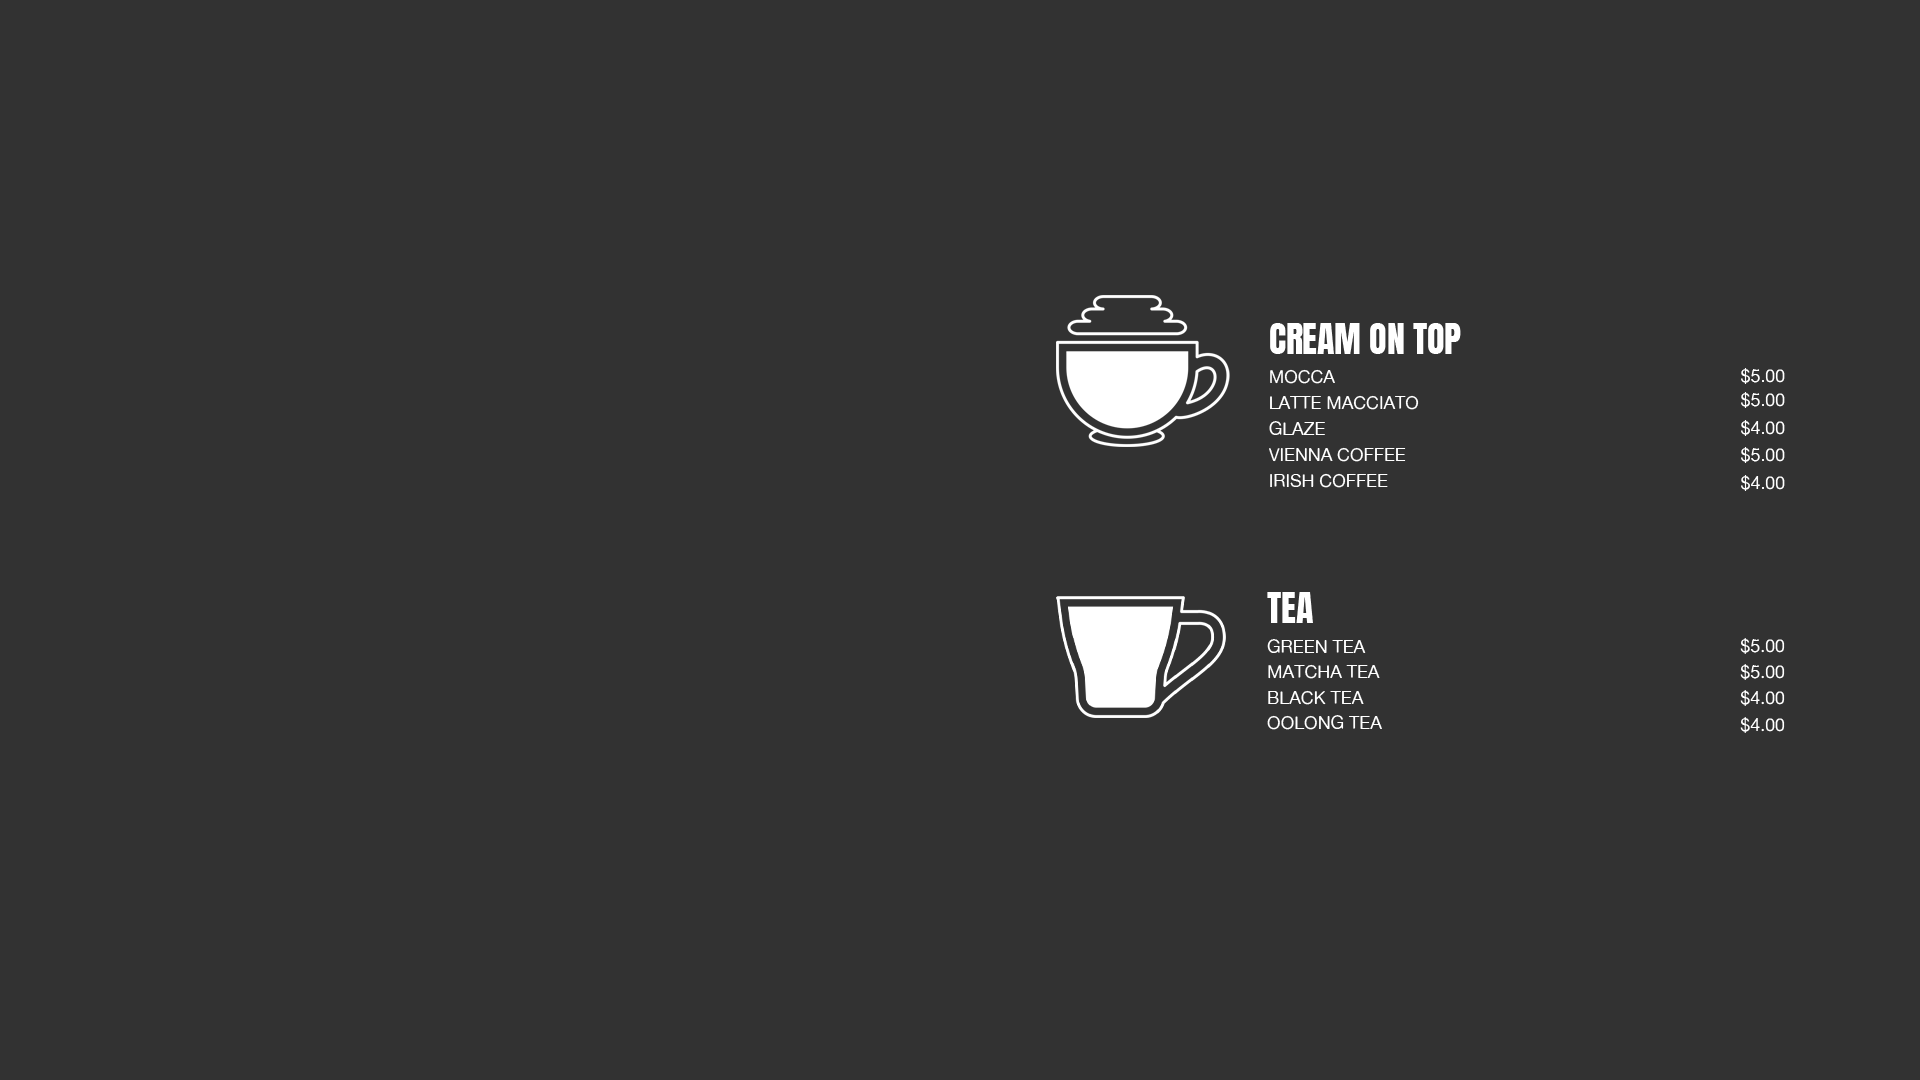 CREAM ON TOP
MOCCA $5.00
LATTE MACCIATO $5.00
GLAZE $4.00
VIENNA COFFEE $5.00
IRISH COFFEE $4.00
TEA
GREEN TEA $5.00
MATCHA TEA $5.00
BLACK TEA $4.00
OOLONG TEA $4.00